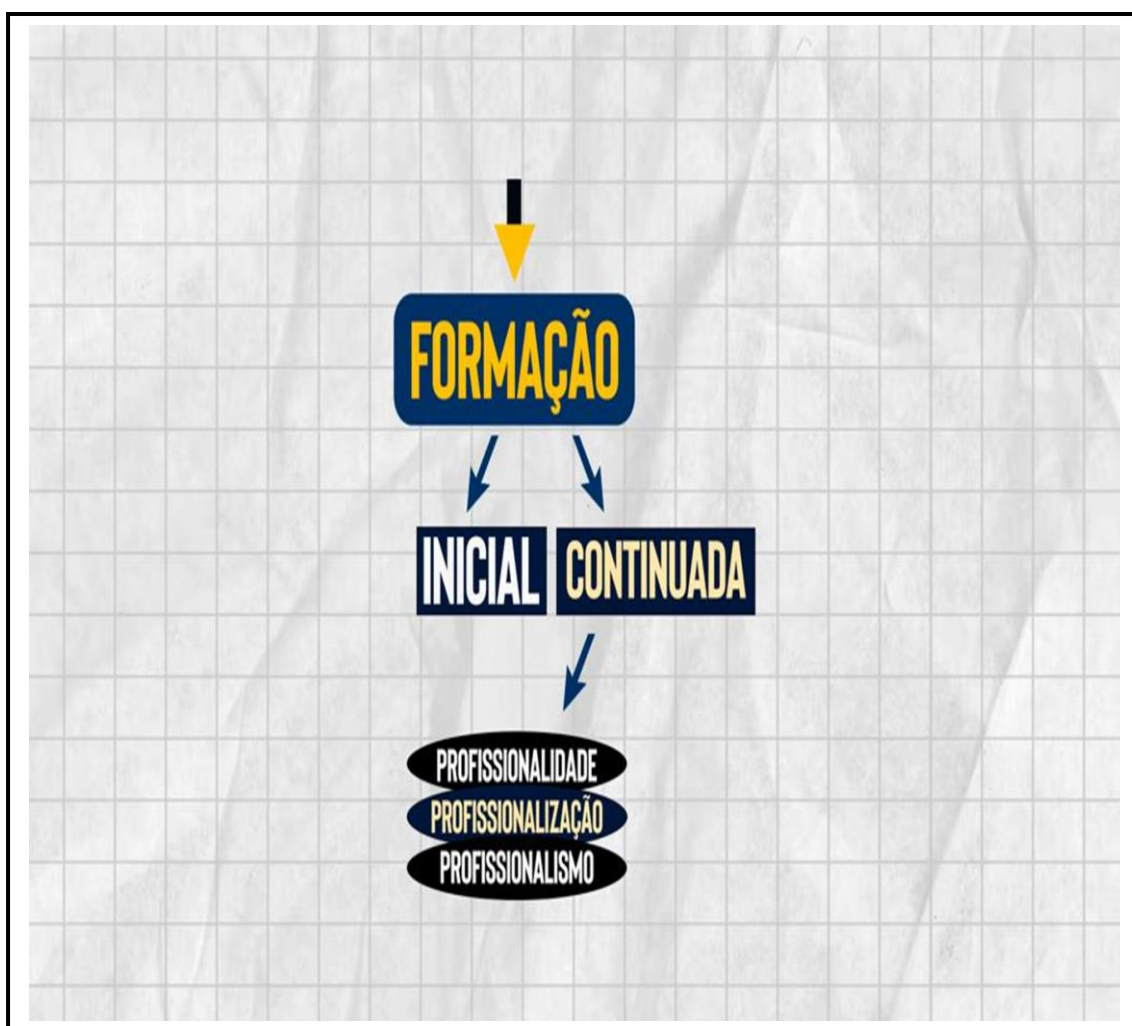 FORMAÇÃO
INICIAL CONTINUADA
PROFISSIONALIDADE
PROFISSIONALIZAÇÃO
PROFISSIONALISMO